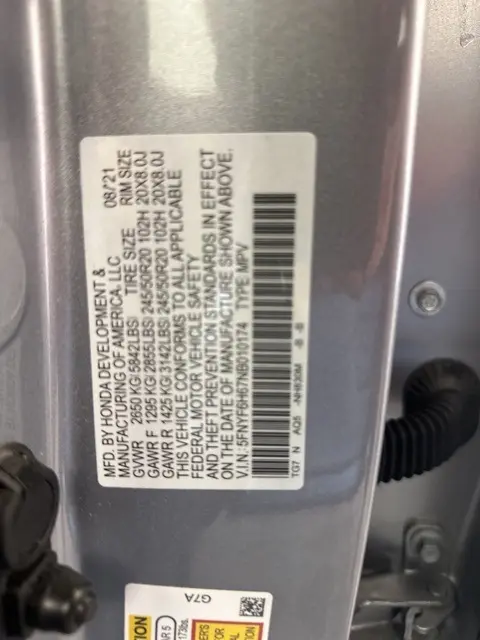 MFD. BY HONDA DEVELOPMENT &
MANUFACTURING OF AMERICA, LLC 08/21
GVWR 2650 KG(5842LBS) TIRE SIZE RIM SIZE
GAWR F 1295 KG(2855LBS) 245/50R20 102H 20X8.0J
GAWR R 1425 KG(3142LBS) 245/50R20 102H 20X8.0J
THIS VEHICLE CONFORMS TO ALL APPLICABLE
FEDERAL MOTOR VEHICLE SAFETY
AND THEFT PREVENTION STANDARDS IN EFFECT
ON THE DATE OF MANUFACTURE SHOWN ABOVE.
V.I.N.:5FNYF6H67NB010174 TYPE MPV
TG7 N AQ5 -NH830M -B -B
G7A